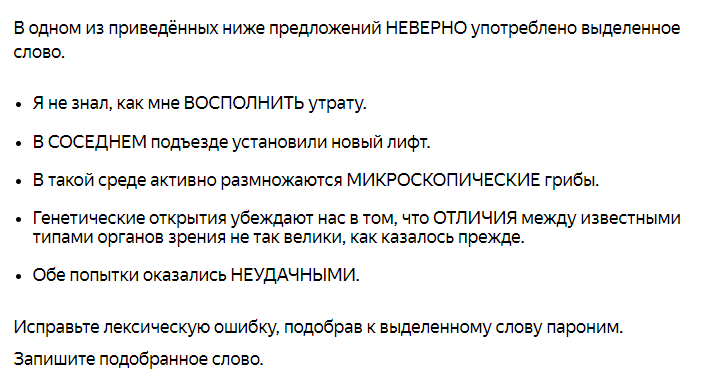 В одном из приведённых ниже предложений НЕВЕРНО употреблено выделенное
слово.
• Я не знал, как мне ВОСПОЛНИТЬ утрату.
• В СОСЕДНЕМ подъезде установили новый лифт.
• В такой среде активно размножаются МИКРОСКОПИЧЕСКИЕ грибы.
• Генетические открытия убеждают нас в том, что ОТЛИЧИЯ между известными
типами органов зрения не так велики, как казалось прежде.
• Обе попытки оказались НЕУДАЧНЫМИ.
Исправьте лексическую ошибку, подобрав к выделенному слову пароним.
Запишите подобранное слово.